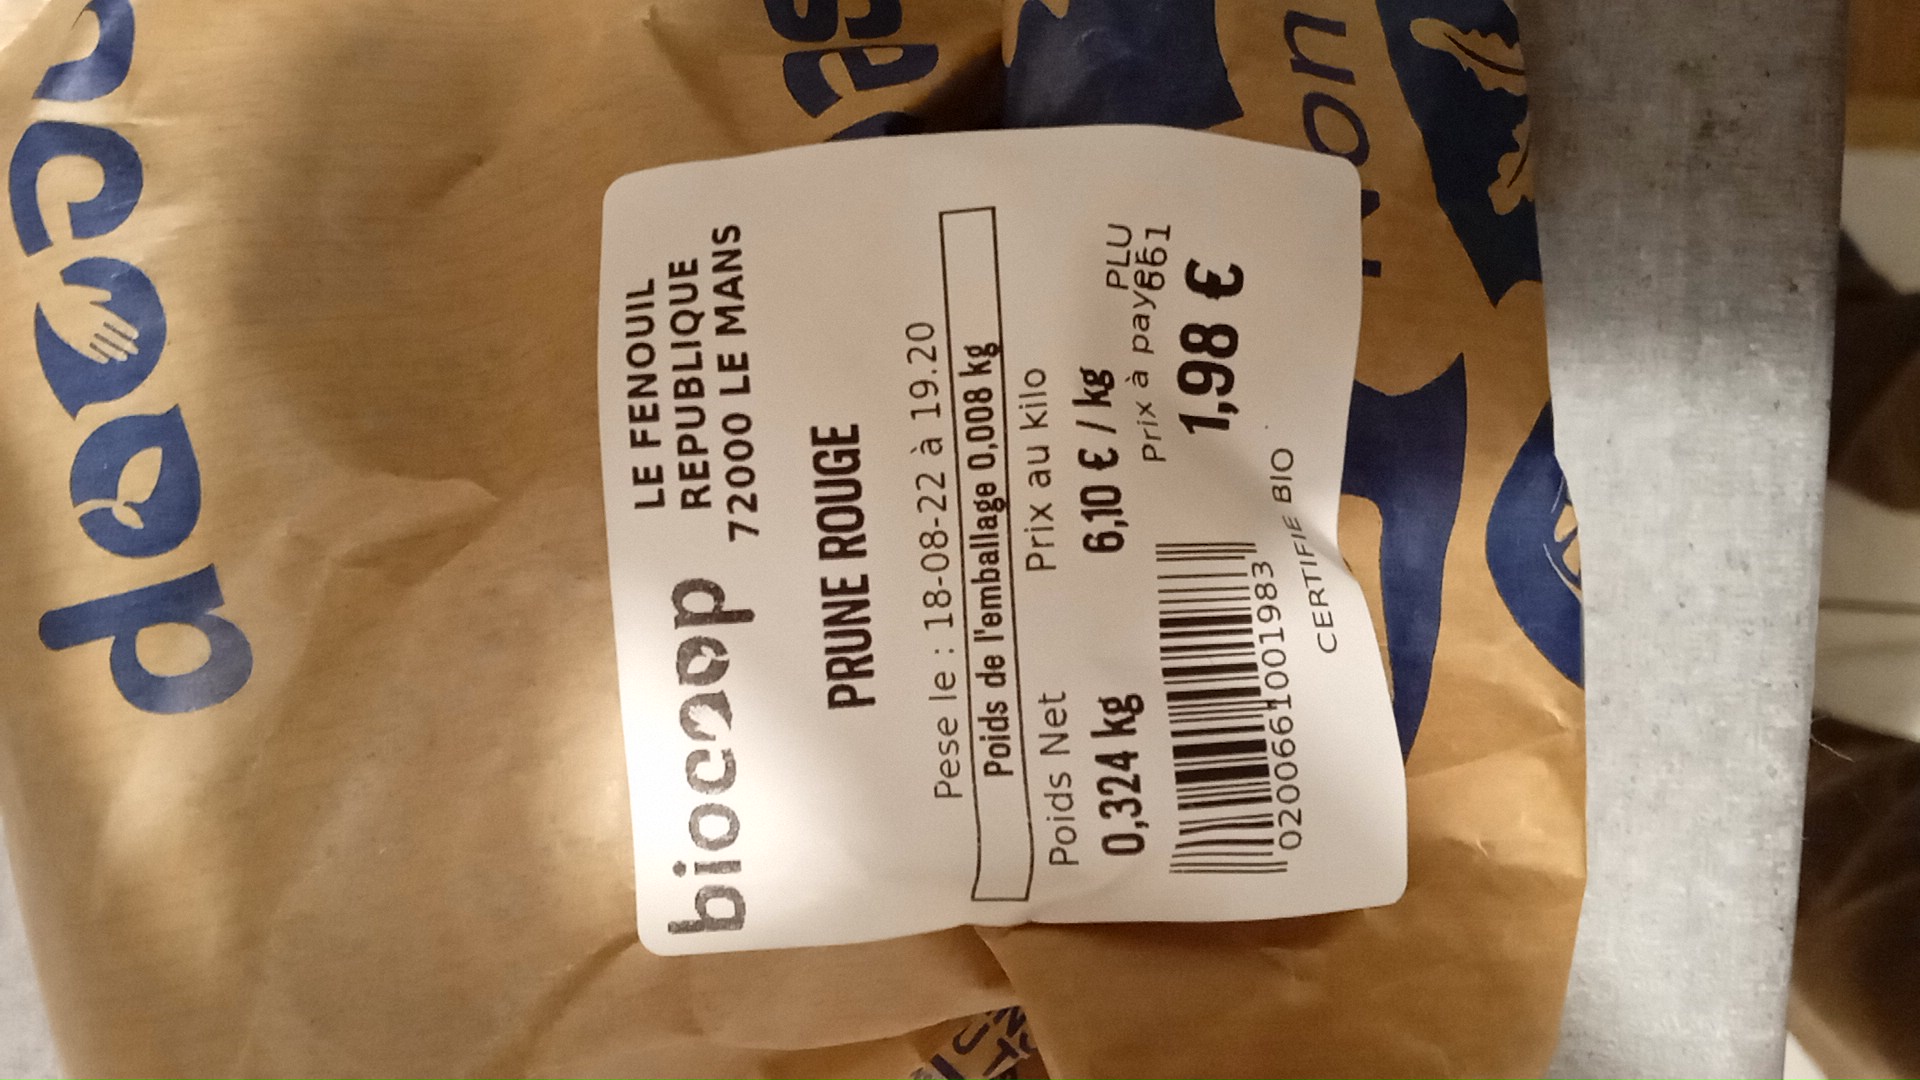 biocoop
LE FENOUIL
REPUBLIQUE
72000 LE MANS
PRUNE ROUGE
Pese le : 18-08-22 à 19.20
Poids de l'emballage 0,008 kg
Poids Net Prix au kilo PLU
0,324 kg 6,10 € / kg 661
Prix à payer
1,98 €
0200661001983
CERTIFIE BIO